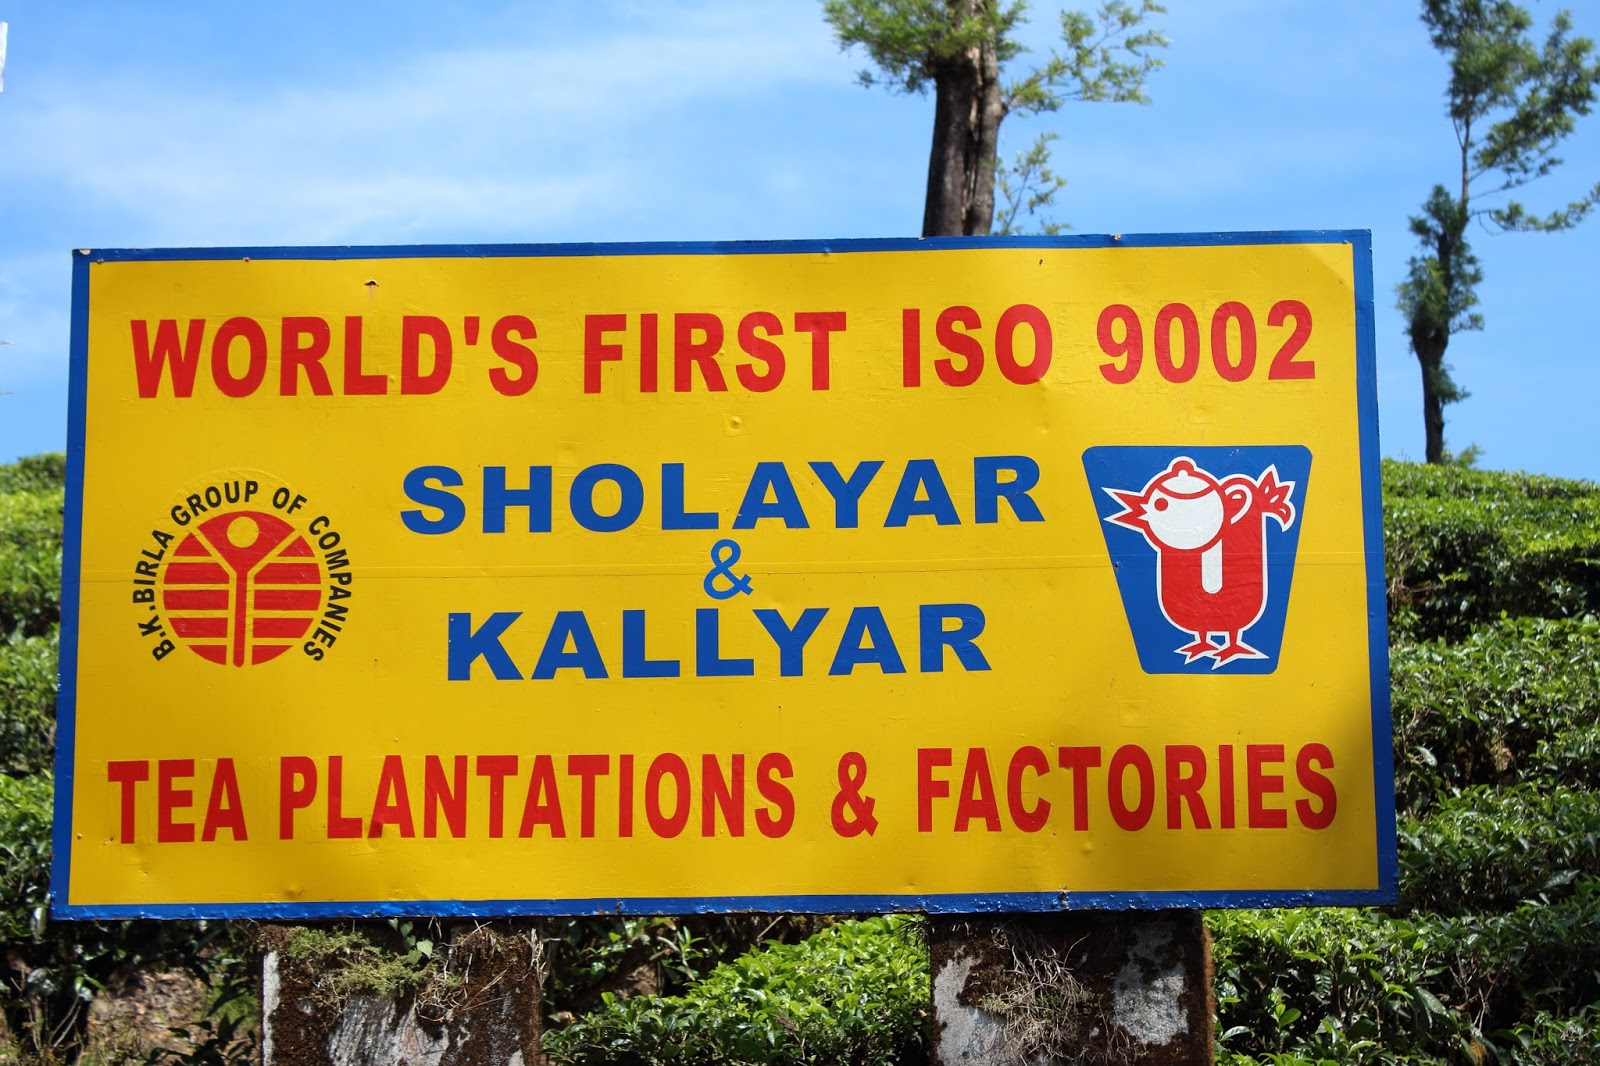 WORLD'S FIRST ISO 9002
B.K.BIRLA GROUP OF COMPANIES
SHOLAYAR
&
KALLYAR
TEA PLANTATIONS & FACTORIES